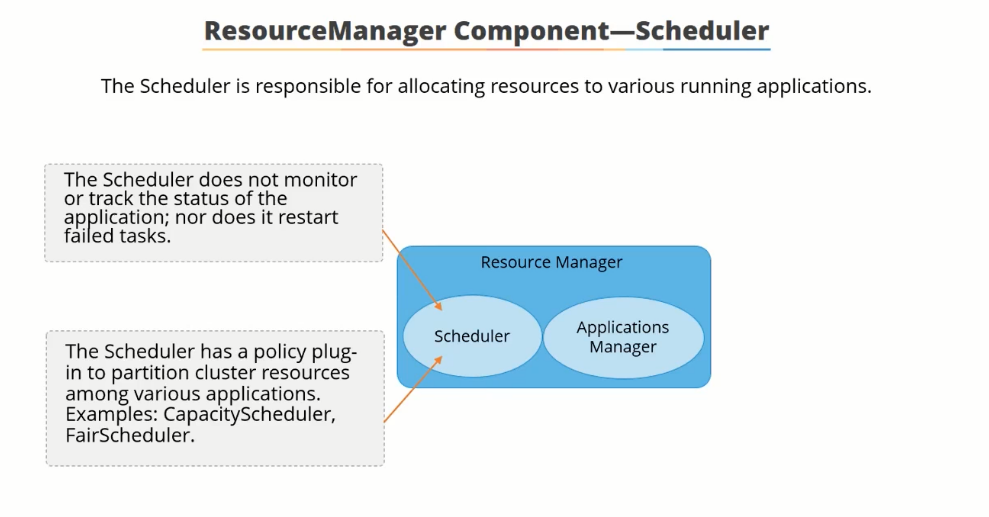 ResourceManager Component—Scheduler
The Scheduler is responsible for allocating resources to various running applications.
The Scheduler does not monitor
or track the status of the
application; nor does it restart
failed tasks.
Resource Manager
Scheduler
Applications
Manager
The Scheduler has a policy plug-
in to partition cluster resources
among various applications.
Examples: CapacityScheduler,
FairScheduler.